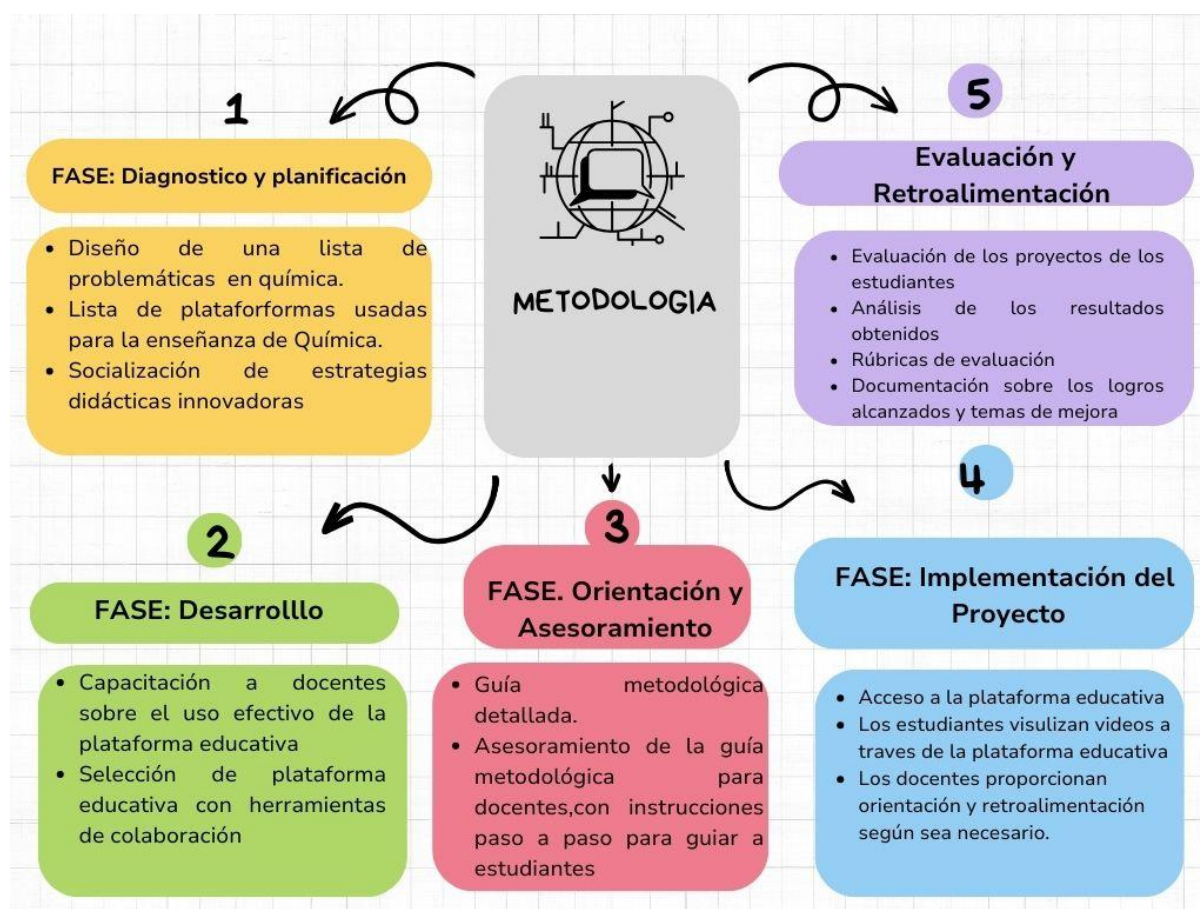 METODOLOGIA
1
FASE: Diagnostico y planificación
• Diseño de una lista de
problemáticas en química.
• Lista de plataforformas usadas
para la enseñanza de Química.
• Socialización de estrategias
didácticas innovadoras
2
FASE: Desarrolllo
• Capacitación a docentes
sobre el uso efectivo de la
plataforma educativa
• Selección de plataforma
educativa con herramientas
de colaboración
3
FASE. Orientación y
Asesoramiento
• Guía metodológica
detallada.
• Asesoramiento de la guía
metodológica para
docentes,con instrucciones
paso a paso para guiar a
estudiantes
4
FASE: Implementación del
Proyecto
• Acceso a la plataforma educativa
• Los estudiantes visulizan videos a
traves de la plataforma educativa
• Los docentes proporcionan
orientación y retroalimentación
según sea necesario.
5
Evaluación y
Retroalimentación
• Evaluación de los proyectos de los
estudiantes
• Análisis de los resultados
obtenidos
• Rúbricas de evaluación
• Documentación sobre los logros
alcanzados y temas de mejora